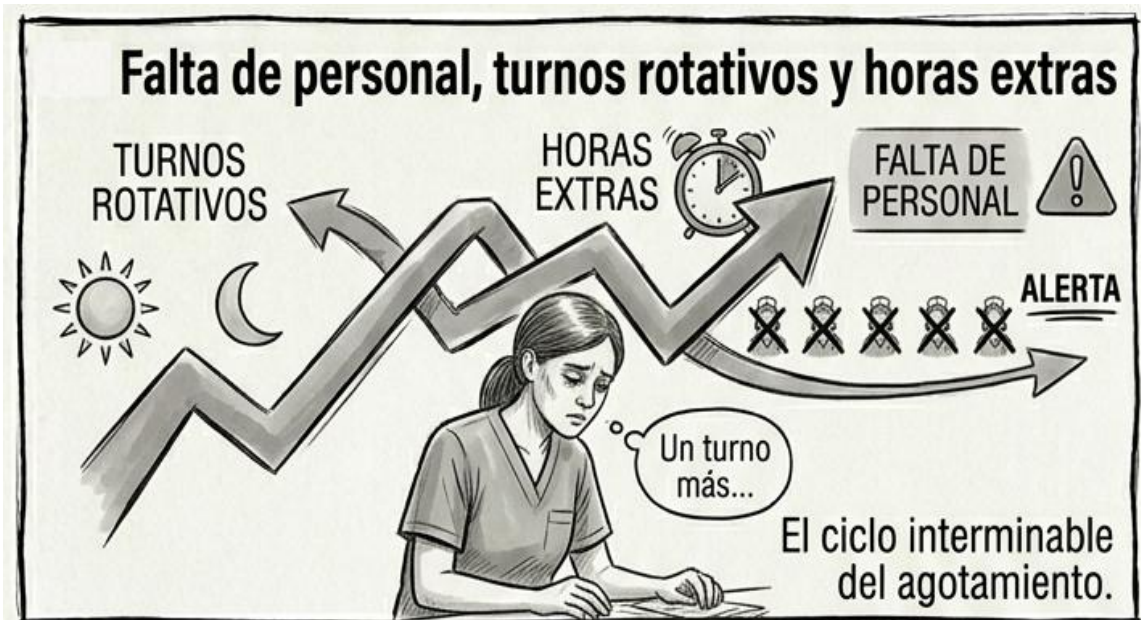 Falta de personal, turnos rotativos y horas extras
TURNOS
ROTATIVOS
HORAS
EXTRAS
FALTA DE
PERSONAL
ALERTA
Un turno
más...
El ciclo interminable
del agotamiento.